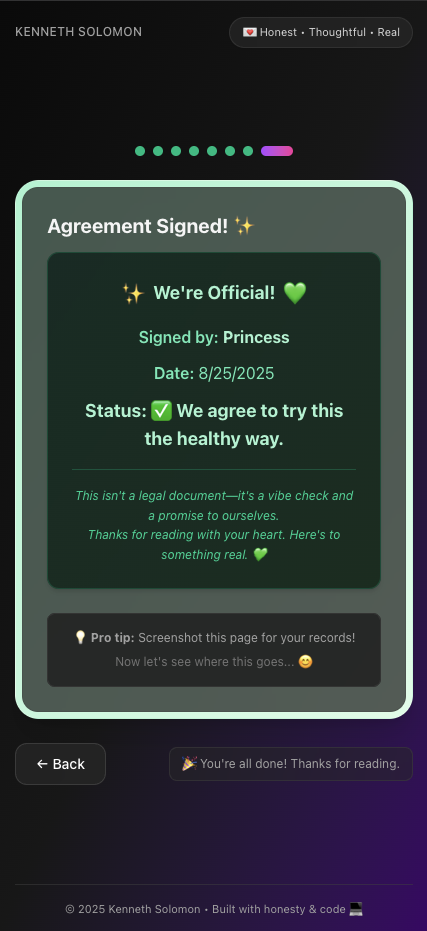 KENNETH SOLOMON
💌 Honest • Thoughtful • Real
Agreement Signed! ✨
✨ We're Official! 💚
Signed by: Princess
Date: 8/25/2025
Status: ✅ We agree to try this
the healthy way.
This isn't a legal document—it's a vibe check and
a promise to ourselves.
Thanks for reading with your heart. Here's to
something real. 💚
💡 Pro tip: Screenshot this page for your records!
Now let's see where this goes... 😊
← Back
🎉 You're all done! Thanks for reading.
© 2025 Kenneth Solomon • Built with honesty & code 💻